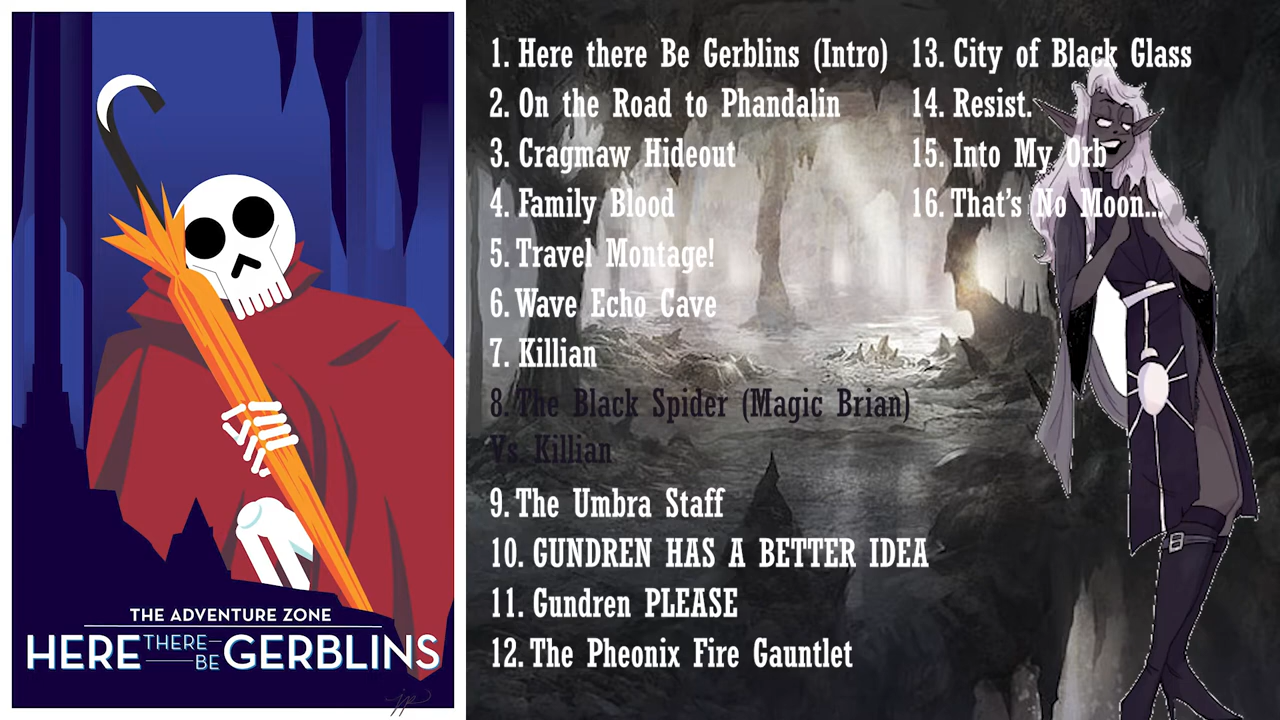 THE ADVENTURE ZONE
HERE THERE BE GERBLINS
1. Here there Be Gerblins (Intro)
2. On the Road to Phandalin
3. Cragmaw Hideout
4. Family Blood
5. Travel Montage!
6. Wave Echo Cave
7. Killian
8. The Black Spider (Magic Brian)
Vs. Killian
9. The Umbra Staff
10. GUNDREN HAS A BETTER IDEA
11. Gundren PLEASE
12. The Pheonix Fire Gauntlet
13. City of Black Glass
14. Resist.
15. Into My Orb
16. That's No Moon...